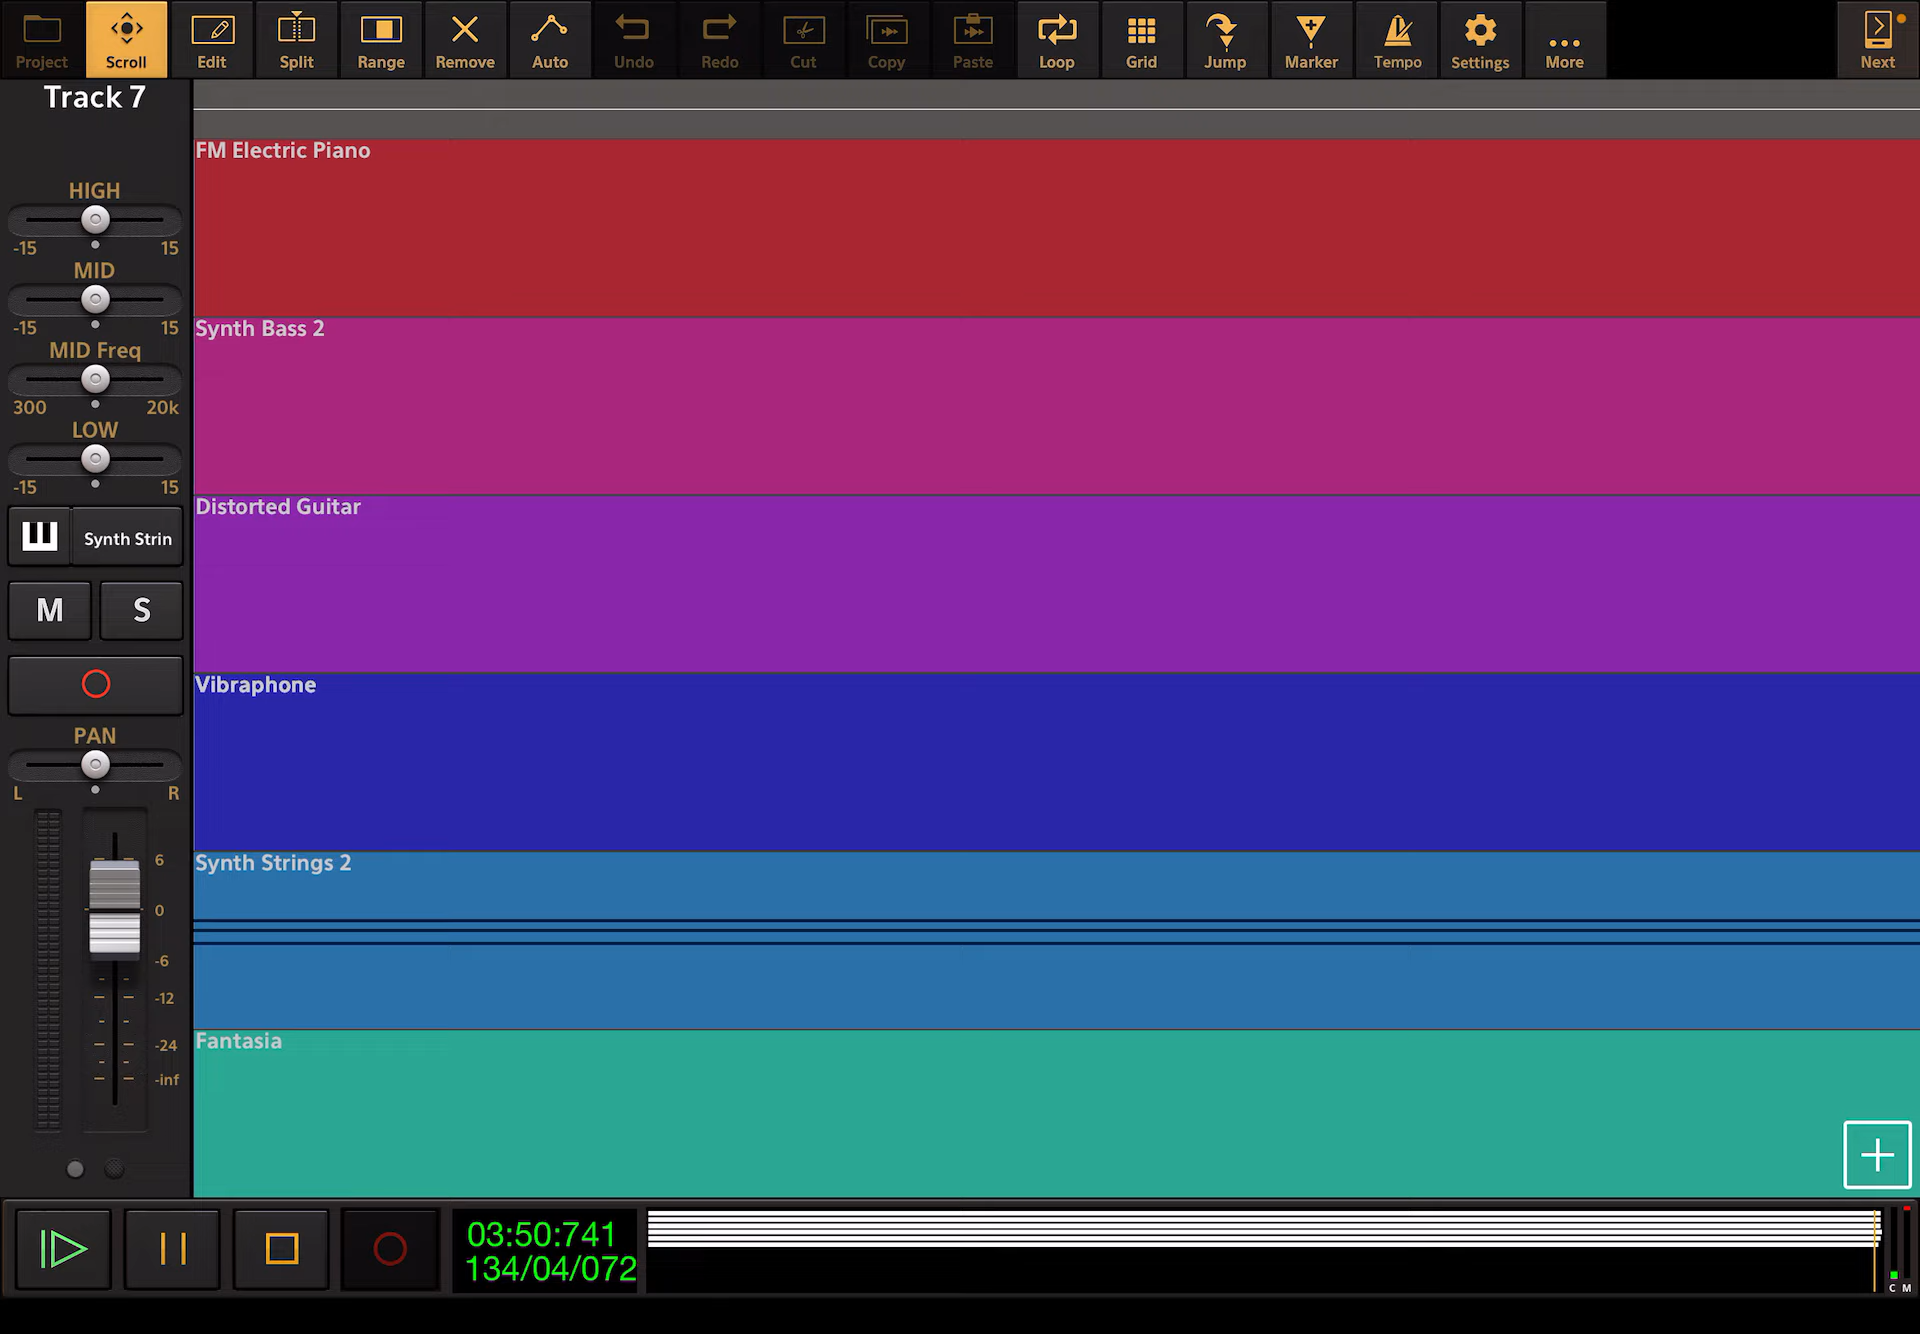 Project
Scroll
Edit
Split
Range
Remove
Auto
Undo
Redo
Cut
Copy
Paste
Loop
Grid
Jump
Marker
Tempo
Settings
More
Next
Track 7
HIGH
-15 15
MID
-15 15
MID Freq
300 20k
LOW
-15 15
Synth Strin
M S
PAN
L R
6
0
-6
-12
-24
-inf
FM Electric Piano
Synth Bass 2
Distorted Guitar
Vibraphone
Synth Strings 2
Fantasia
03:50:741
134/04/072
C M